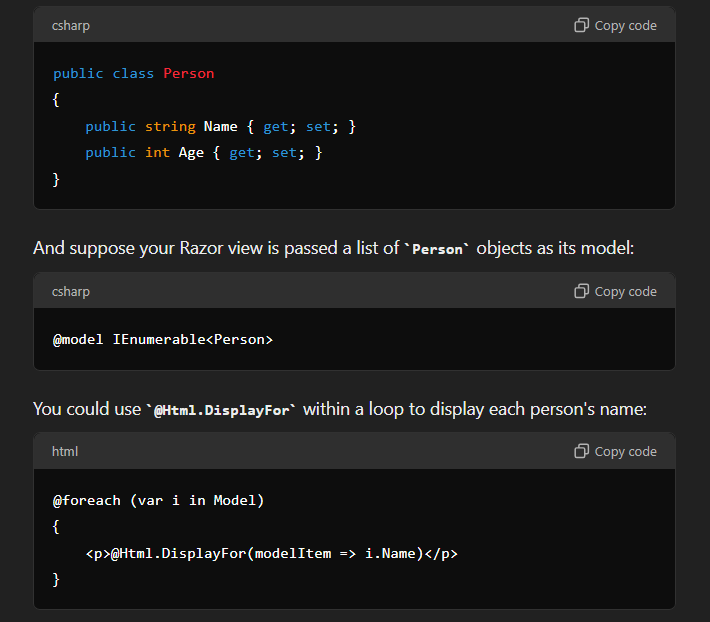 csharp
Copy code
public class Person
{
    public string Name { get; set; }
    public int Age { get; set; }
}
And suppose your Razor view is passed a list of `Person` objects as its model:
csharp
Copy code
@model IEnumerable<Person>
You could use `@Html.DisplayFor` within a loop to display each person's name:
html
Copy code
@foreach (var i in Model)
{
    <p>@Html.DisplayFor(modelItem => i.Name)</p>
}